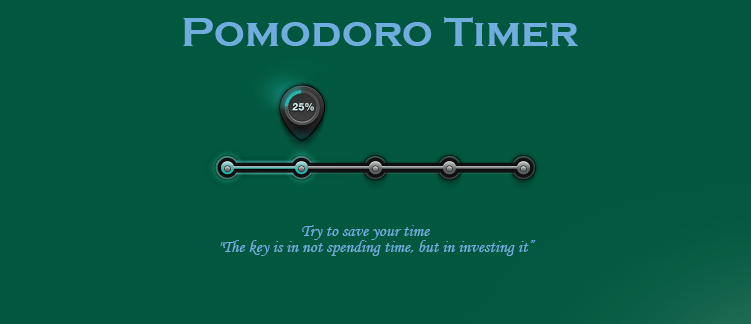 POMODORO TIMER
25%
Try to save your time
"The key is in not spending time, but in investing it”